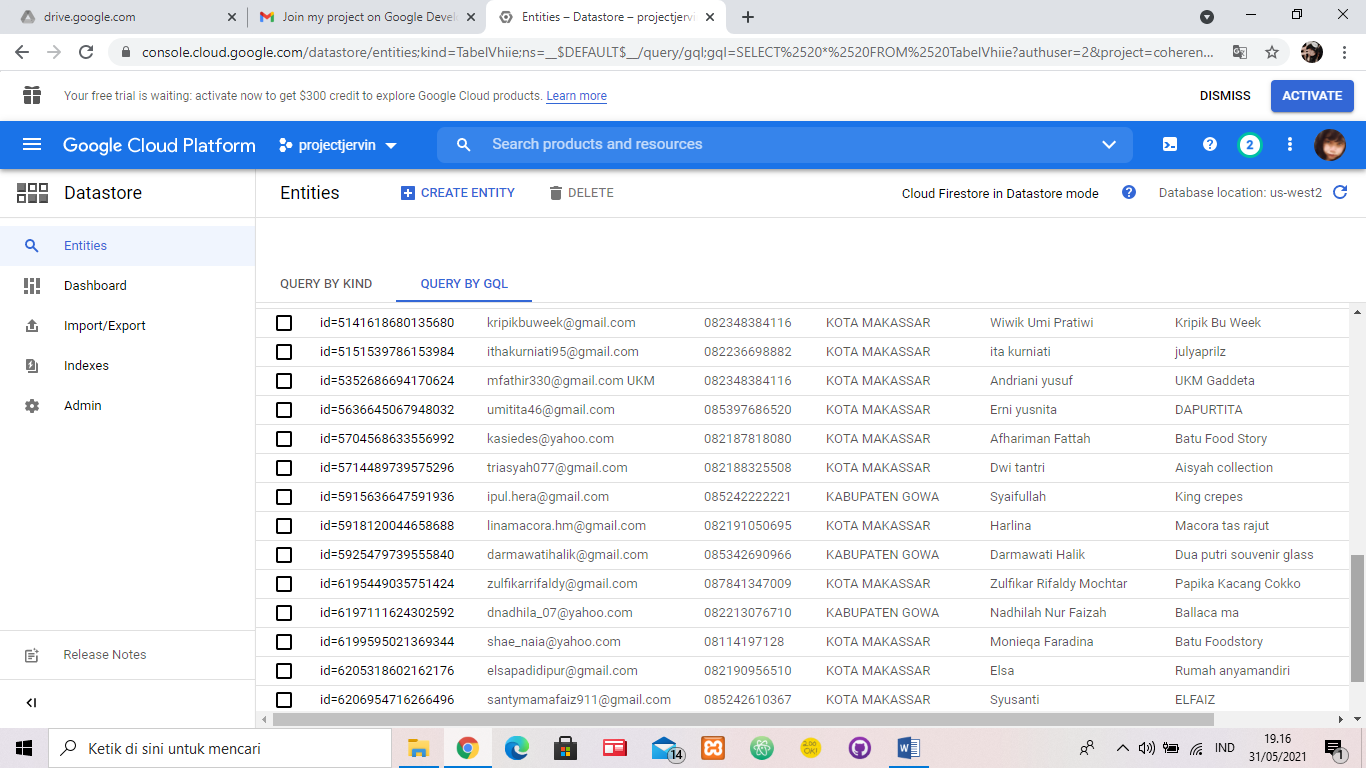 drive.google.com
Join my project on Google Devel
Entities – Datastore – projectjervi
console.cloud.google.com/datastore/entities;kind=TabelVhiie;ns=__$DEFAULT$__/query/gql;gql=SELECT%2520*%2520FROM%2520TabelVhiie?authuser=2&project=coheren...
Your free trial is waiting: activate now to get $300 credit to explore Google Cloud products. Learn more
DISMISS
ACTIVATE
Google Cloud Platform
projectjervin
Search products and resources
2
Datastore
Entities
CREATE ENTITY
DELETE
Cloud Firestore in Datastore mode
Database location: us-west2
Entities
Dashboard
Import/Export
Indexes
Admin
Release Notes
QUERY BY KIND
QUERY BY GQL
id=5141618680135680 kripikbuweek@gmail.com 082348384116 KOTA MAKASSAR Wiwik Umi Pratiwi Kripik Bu Week
id=5151539786153984 ithakurniati95@gmail.com 082236698882 KOTA MAKASSAR ita kurniati julyaprilz
id=5352686694170624 mfathir330@gmail.com UKM 082348384116 KOTA MAKASSAR Andriani yusuf UKM Gaddeta
id=5636645067948032 umitita46@gmail.com 085397686520 KOTA MAKASSAR Erni yusnita DAPURTITA
id=5704568633556992 kasiedes@yahoo.com 082187818080 KOTA MAKASSAR Afhariman Fattah Batu Food Story
id=5714489739575296 triasyah077@gmail.com 082188325508 KOTA MAKASSAR Dwi tantri Aisyah collection
id=5915636647591936 ipul.hera@gmail.com 085242222221 KABUPATEN GOWA Syaifullah King crepes
id=5918120044658688 linamacora.hm@gmail.com 082191050695 KOTA MAKASSAR Harlina Macora tas rajut
id=5925479739555840 darmawatihalik@gmail.com 085342690966 KABUPATEN GOWA Darmawati Halik Dua putri souvenir glass
id=6195449035751424 zulfikarrifaldy@gmail.com 087841347009 KOTA MAKASSAR Zulfikar Rifaldy Mochtar Papika Kacang Cokko
id=6197111624302592 dnadhila_07@yahoo.com 082213076710 KABUPATEN GOWA Nadhilah Nur Faizah Ballaca ma
id=6199595021369344 shae_naia@yahoo.com 08114197128 KOTA MAKASSAR Monieqa Faradina Batu Foodstory
id=6205318602162176 elsapadidipur@gmail.com 082190956510 KOTA MAKASSAR Elsa Rumah anyamandiri
id=6206954716266496 santymamafaiz911@gmail.com 085242610367 KOTA MAKASSAR Syusanti ELFAIZ
Ketik di sini untuk mencari
14
IND
19.16
31/05/2021
1